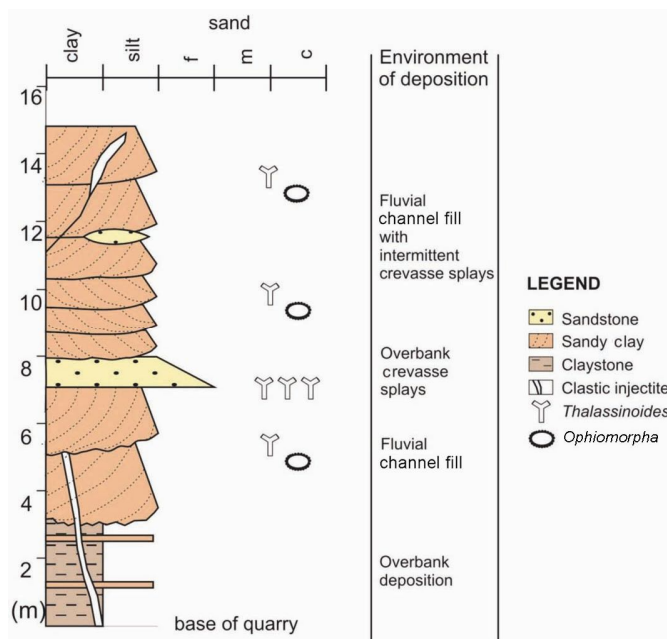 sand
clay
silt
f
m
c
Environment
of deposition
16
14
12
10
8
6
4
2
(m)
Fluvial
channel fill
with
intermittent
crevasse splays
Overbank
crevasse
splays
Fluvial
channel fill
Overbank
deposition
base of quarry
LEGEND
Sandstone
Sandy clay
Claystone
Clastic injectite
Thalassinoides
Ophiomorpha